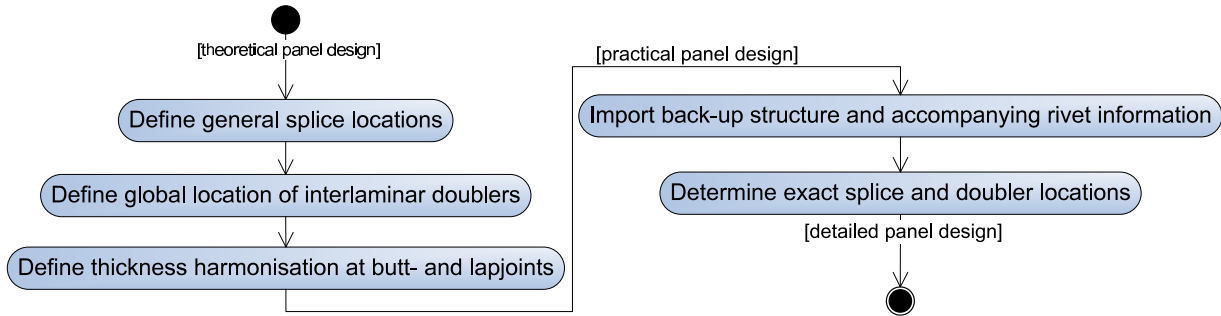 [theoretical panel design]
Define general splice locations
Define global location of interlaminar doublers
Define thickness harmonisation at butt- and lapjoints
[practical panel design]
Import back-up structure and accompanying rivet information
Determine exact splice and doubler locations
[detailed panel design]